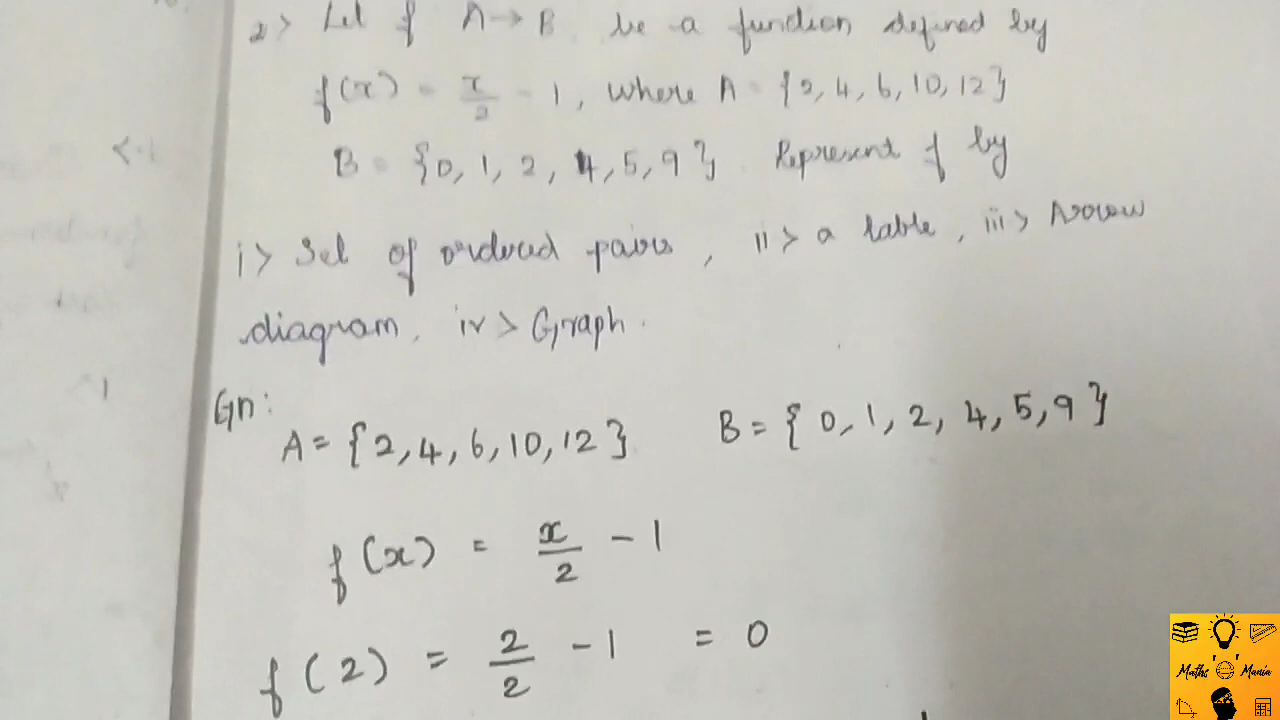 2> Let f A→B be a function defined by
f(x) = x/2 - 1, where A = {2, 4, 6, 10, 12}
B = {0, 1, 2, 4, 5, 9} Represent f by
i> Set of ordered pairs, ii> a table, iii> Arrow
diagram, iv> Graph.
Gn:
A = {2, 4, 6, 10, 12} B = {0, 1, 2, 4, 5, 9}
f(x) = x/2 - 1
f(2) = 2/2 - 1 = 0
Maths Mania